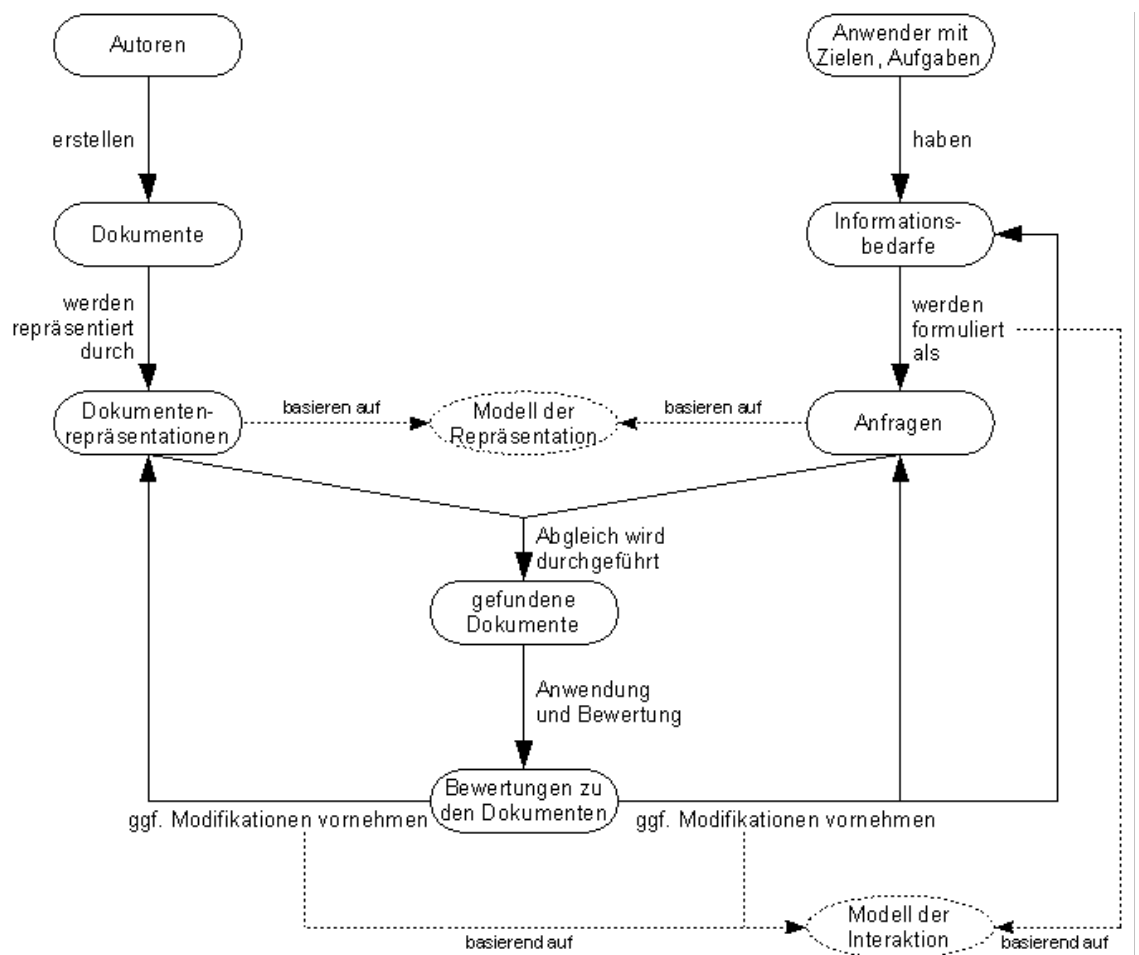 Autoren
Anwender mit
Zielen, Aufgaben
erstellen
haben
Dokumente
Informations-
bedarfe
werden
repräsentiert
durch
werden
formuliert
als
Dokumenten-
repräsentationen
basieren auf
Modell der
Repräsentation
basieren auf
Anfragen
Abgleich wird
durchgeführt
gefundene
Dokumente
Anwendung
und Bewertung
Bewertungen zu
den Dokumenten
ggf. Modifikationen vornehmen
ggf. Modifikationen vornehmen
Modell der
Interaktion
basierend auf
basierend auf